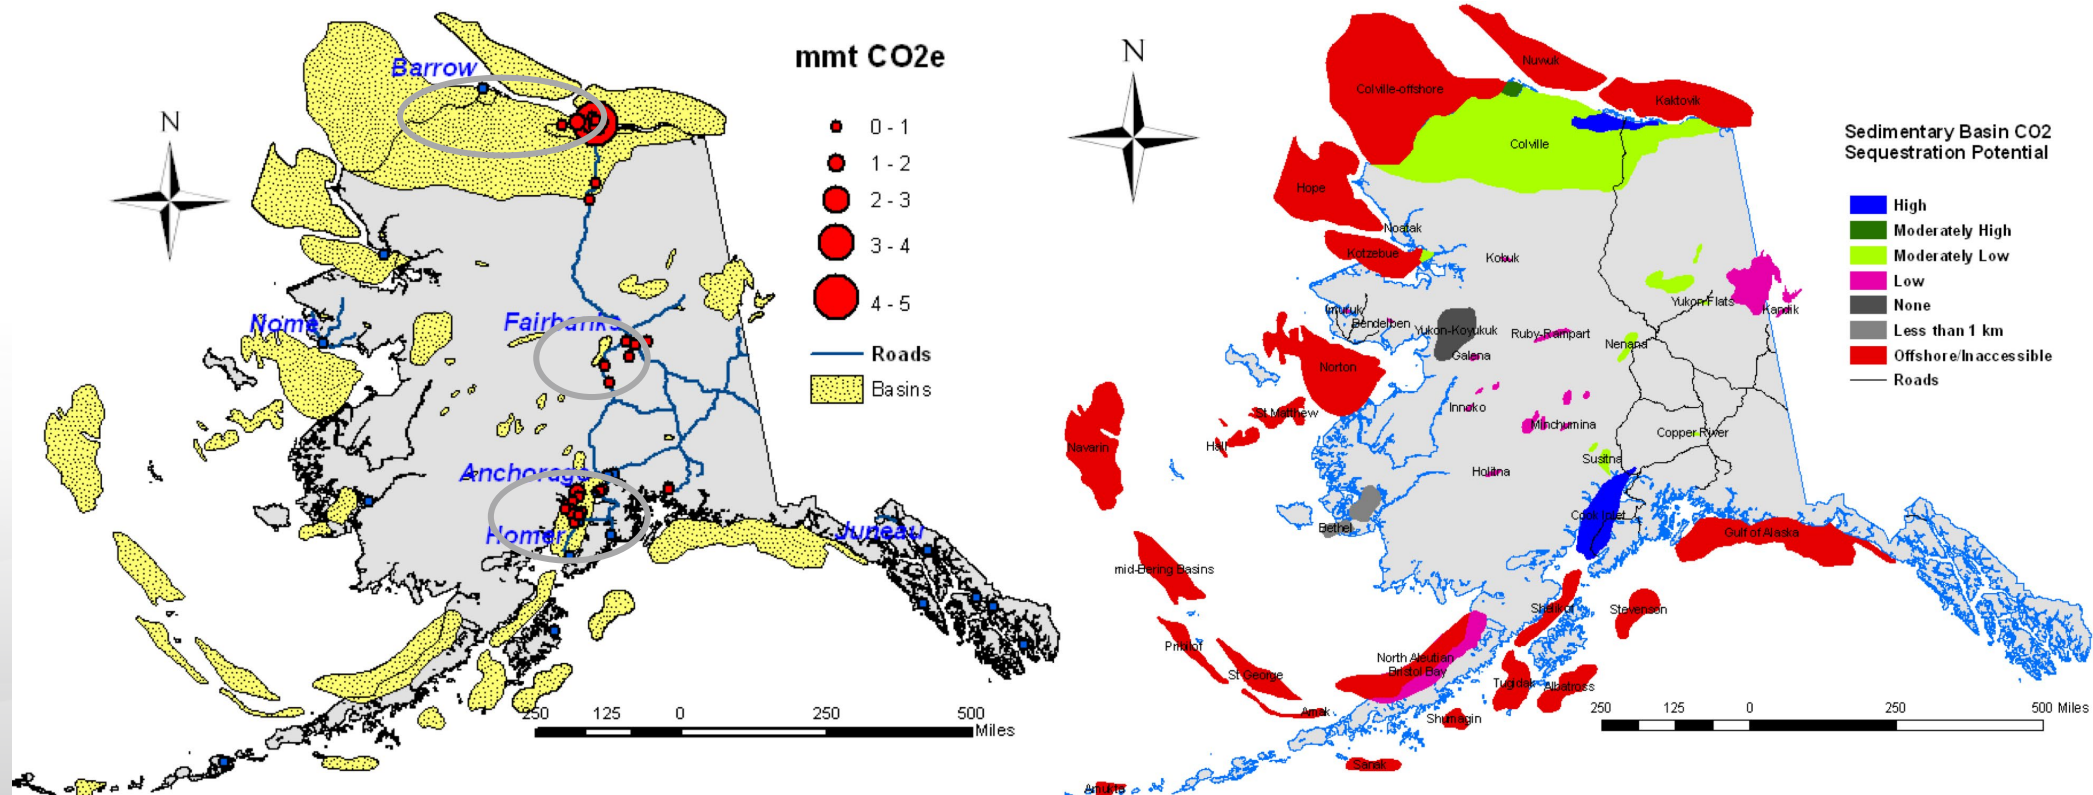 N
Barrow
Nome
Fairbanks
Anchorage
Homer
Juneau
mmt CO2e
0 - 1
1 - 2
2 - 3
3 - 4
4 - 5
Roads
Basins
250 125 0 250 500
Miles
N
Nuwuk
Colville-offshore
Kaktovik
Colville
Hope
Noatak
Kotzebue
Kobuk
Yukon Flats
Kandik
Imuruk
Bendelben
Yukon-Koyukuk
Ruby-Rampart
Galena
Nenana
Norton
St Matthew
Innoko
Minchumina
Hall
Navarin
Copper River
Susitna
Holitna
Cook Inlet
Bethel
Gulf of Alaska
mid-Bering Basins
Shelikof
Stevenson
Pribilof
North Aleutian
Bristol Bay
St George
Tugidak
Albatross
Amak
Shumagin
Sanak
Amukta
Sedimentary Basin CO2
Sequestration Potential
High
Moderately High
Moderately Low
Low
None
Less than 1 km
Offshore/Inaccessible
Roads
250 125 0 250 500 Miles